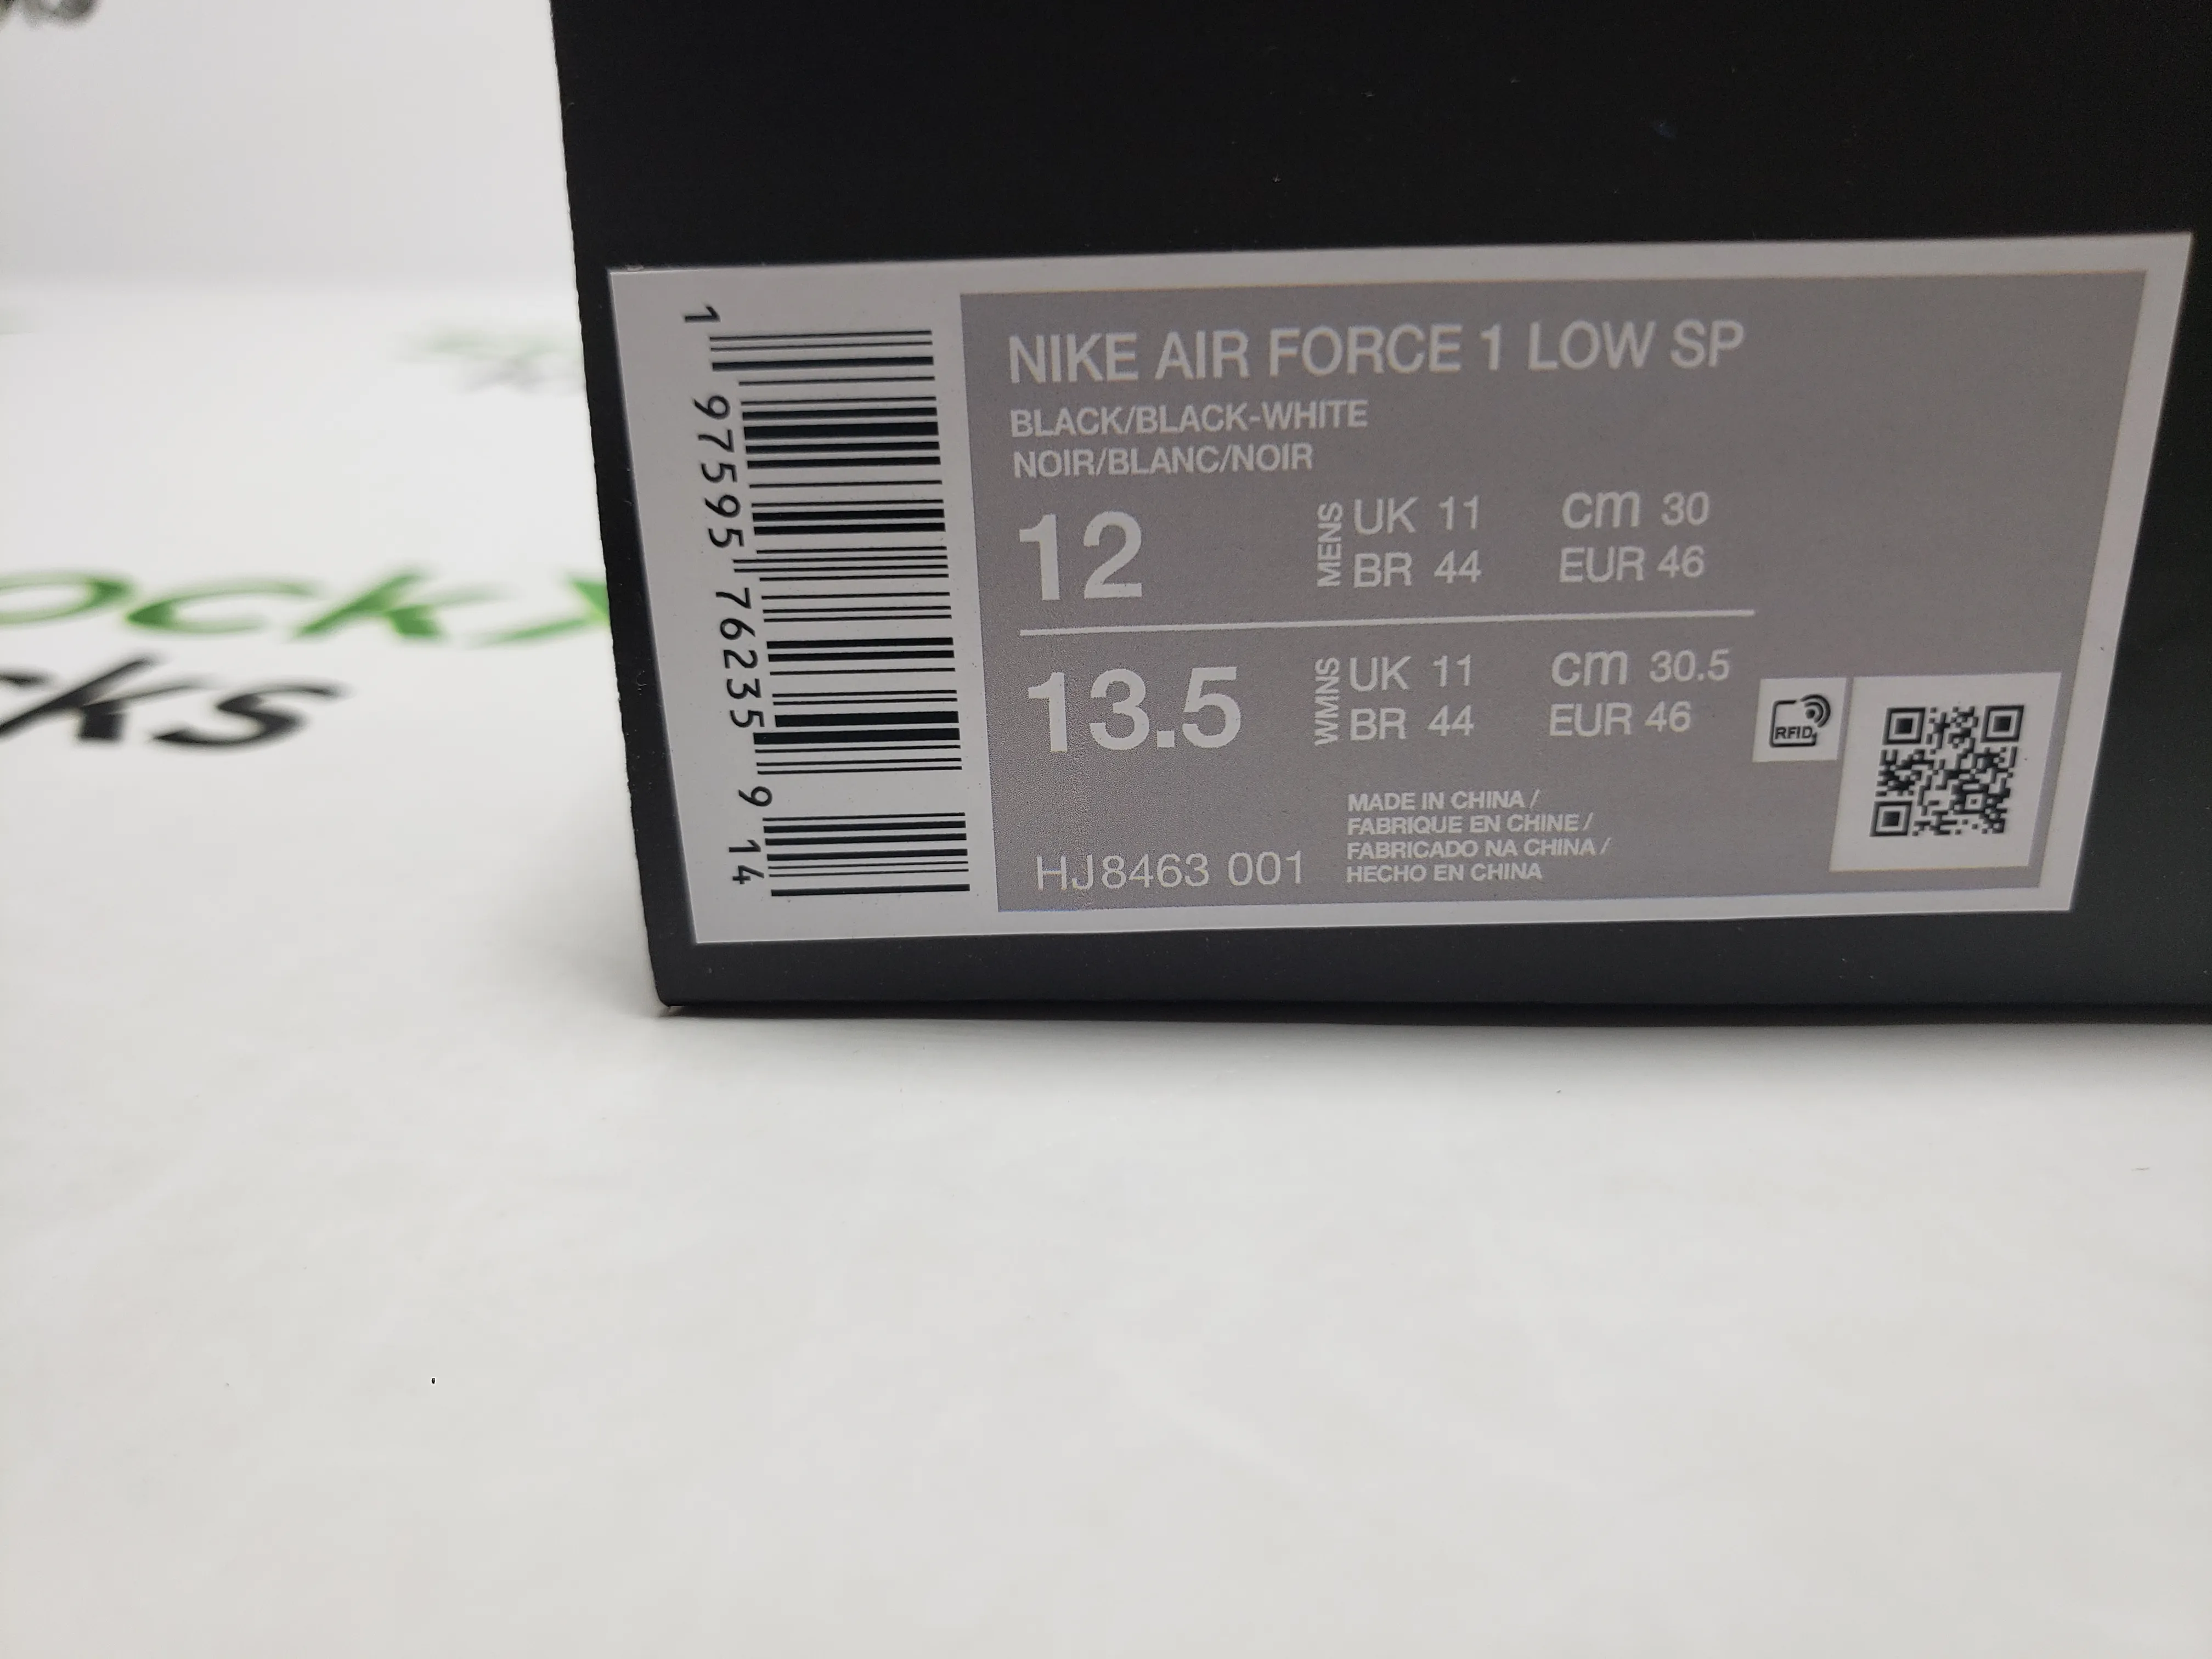 NIKE AIR FORCE 1 LOW SP
BLACK/BLACK-WHITE
NOIR/BLANC/NOIR
12 MENS UK 11 cm 30
BR 44 EUR 46
13.5 WMNS UK 11 cm 30.5
BR 44 EUR 46
RFID
MADE IN CHINA /
FABRIQUE EN CHINE /
FABRICADO NA CHINA /
HECHO EN CHINA
HJ8463 001
1 97595 76235 9 14